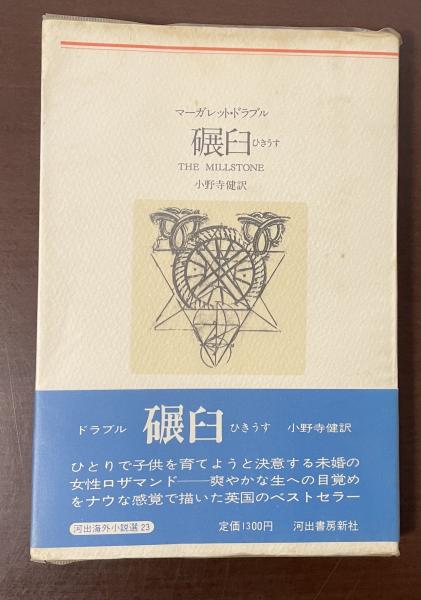 マーガレット・ドラブル
碾臼ひきうす
THE MILLSTONE
小野寺健訳
ドラブル 碾臼 ひきうす 小野寺健訳
ひとりで子供を育てようと決意する未婚の
女性ロザマンド――爽やかな生への目覚め
をナウな感覚で描いた英国のベストセラー
河出海外小説選23 定価1300円 河出書房新社